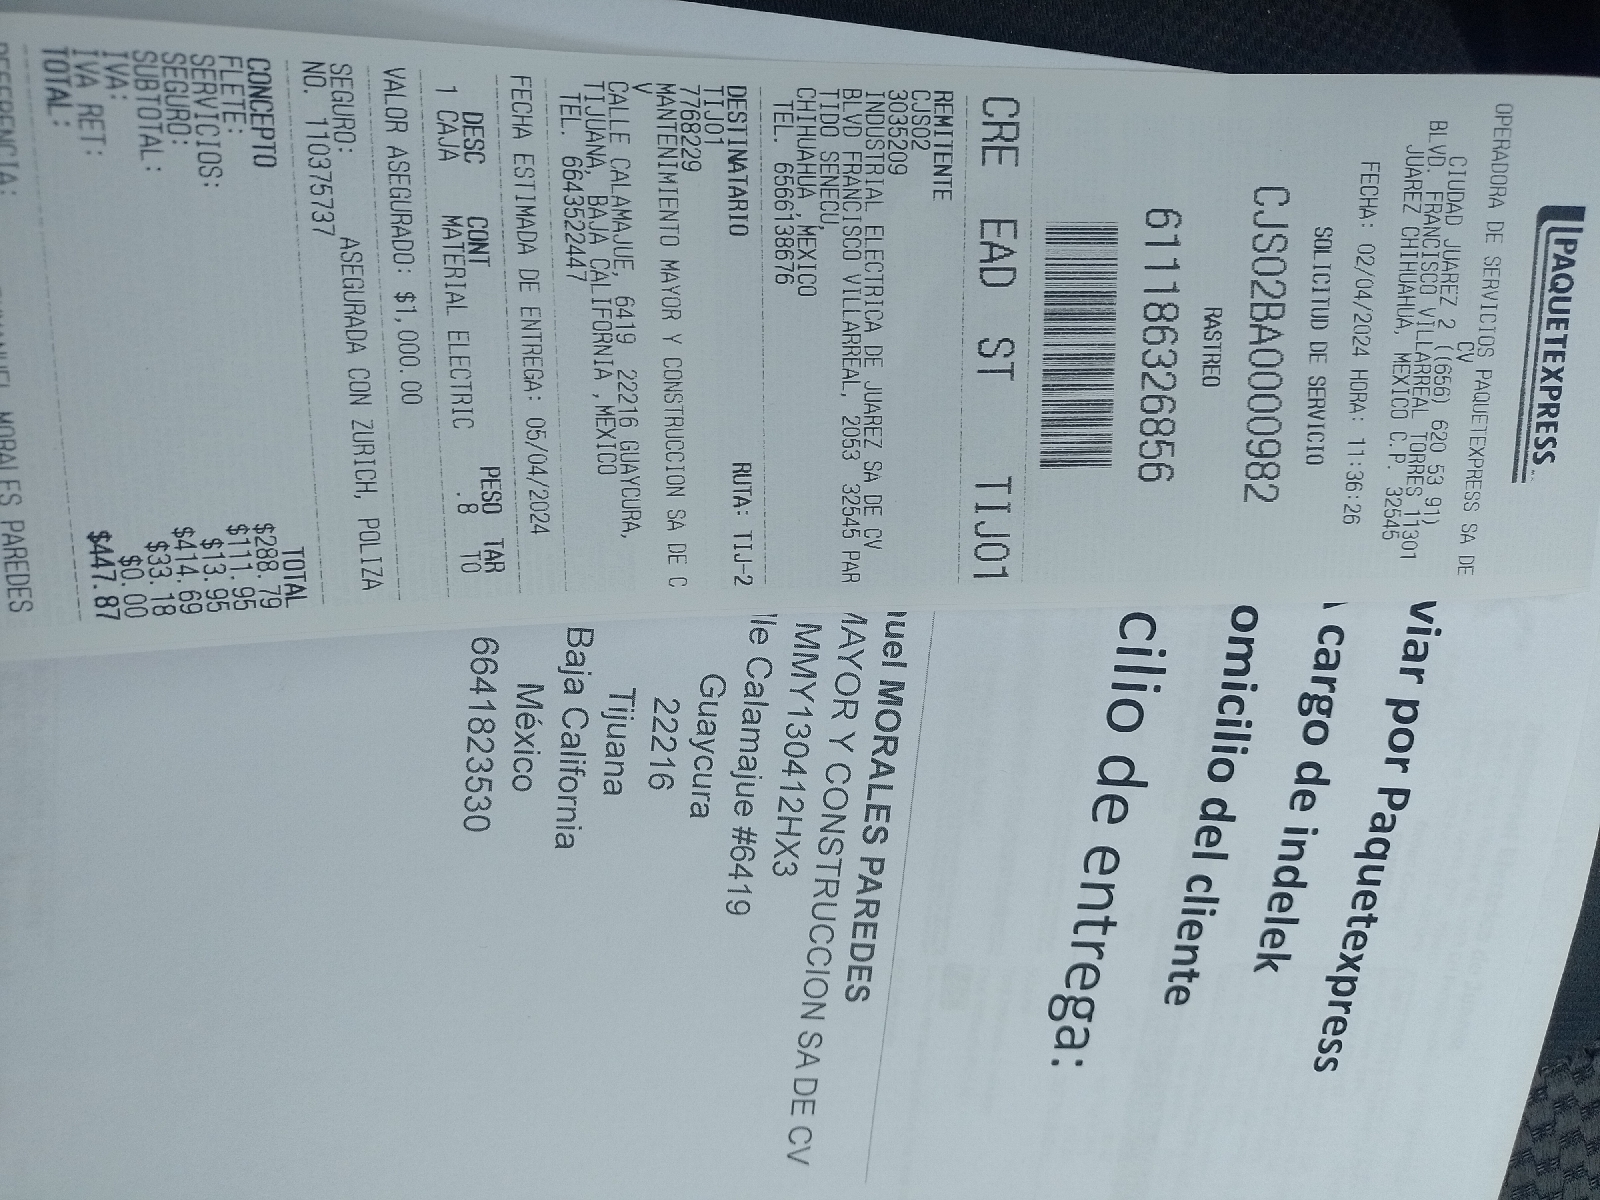 PAQUETEXPRESS
OPERADORA DE SERVICIOS PAQUETEXPRESS SA DE
CV
CIUDAD JUAREZ 2 ((656) 620 53 91)
BLVD. FRANCISCO VILLARREAL TORRES 11301
JUAREZ CHIHUAHUA, MEXICO C.P. 32545
FECHA: 02/04/2024 HORA: 11:36:26
SOLICITUD DE SERVICIO
CJS02BA0000982
RASTREO
611186326856
CRE EAD ST TIJ01
REMITENTE
CJS02
3035209
INDUSTRIAL ELECTRICA DE JUAREZ SA DE CV
BLVD FRANCISCO VILLARREAL, 2053 32545 PAR
TIDO SENECU,
CHIHUAHUA ,MEXICO
TEL. 6566138676
DESTINATARIO RUTA: TIJ-2
TIJ01
7768229
MANTENIMIENTO MAYOR Y CONSTRUCCION SA DE C
V
CALLE CALAMAJUE 6419 22216 GUAYCURA,
TIJUANA, BAJA CALIFORNIA ,MEXICO
TEL. 6643522447
FECHA ESTIMADA DE ENTREGA: 05/04/2024
DESC CONT PESO TAR
1 CAJA MATERIAL ELECTRIC .8 T0
VALOR ASEGURADO: $1,000.00
SEGURO: ASEGURADA CON ZURICH, POLIZA
NO. 110375737
CONCEPTO TOTAL
FLETE: $288.79
SERVICIOS: $111.95
SEGURO: $13.95
SUBTOTAL: $414.69
IVA: $33.18
IVA RET: $0.00
TOTAL: $447.87
MORALES PAREDES
viar por Paquetexpress
cargo de indelek
omicilio del cliente
cilio de entrega:
uel MORALES PAREDES
MAYOR Y CONSTRUCCION SA DE CV
MMY130412HX3
lle Calamajue #6419
Guaycura
22216
Tijuana
Baja California
México
6641823530